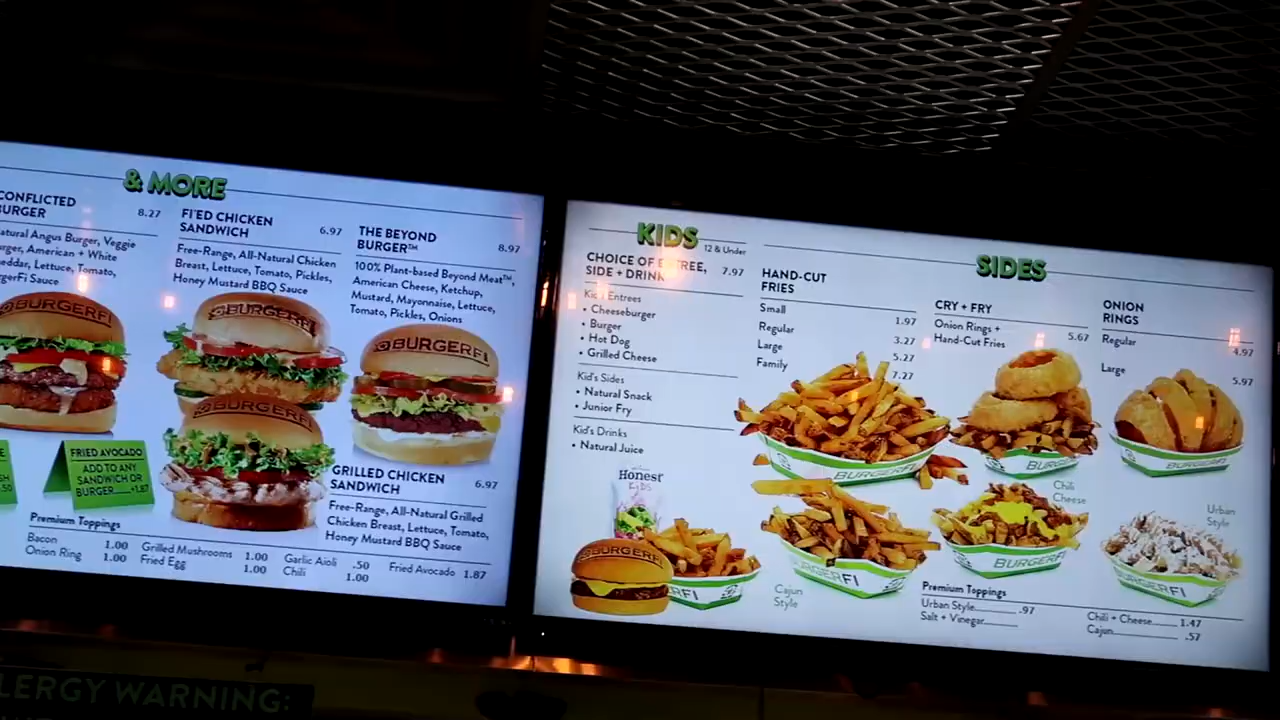 & MORE
CONFLICTED
BURGER 8.27
Natural Angus Burger, Veggie
Burger, American + White
Cheddar, Lettuce, Tomato,
BurgerFi Sauce
FI'ED CHICKEN
SANDWICH 6.97
Free-Range, All-Natural Chicken
Breast, Lettuce, Tomato, Pickles,
Honey Mustard BBQ Sauce
THE BEYOND
BURGER™ 8.97
100% Plant-based Beyond Meat™,
American Cheese, Ketchup,
Mustard, Mayonnaise, Lettuce,
Tomato, Pickles, Onions
BURGERFI
BURGERFI
BURGERFI
BURGERFI
FRIED AVOCADO
ADD TO ANY
SANDWICH OR
BURGER.....+1.87
.50
GRILLED CHICKEN
SANDWICH 6.97
Free-Range, All-Natural Grilled
Chicken Breast, Lettuce, Tomato,
Honey Mustard BBQ Sauce
Premium Toppings
Bacon 1.00
Onion Ring 1.00
Grilled Mushrooms 1.00
Fried Egg 1.00
Garlic Aioli .50
Chili 1.00
Fried Avocado 1.87
KIDS 12 & Under
CHOICE OF ENTREE,
SIDE + DRINK 7.97
Kid's Entrees
• Cheeseburger
• Burger
• Hot Dog
• Grilled Cheese
Kid's Sides
• Natural Snack
• Junior Fry
Kid's Drinks
• Natural Juice
Honest
KiDS
BURGERFI
SIDES
HAND-CUT
FRIES
Small 1.97
Regular 3.27
Large 5.27
Family 7.27
CRY + FRY
Onion Rings +
Hand-Cut Fries 5.67
ONION
RINGS
Regular 4.97
Large 5.97
BURGERFI
BURGERFI
BURGERFI
Chili
Cheese
Urban
Style
Cajun
Style
BURGERFI
BURGERFI
BURGERFI
Premium Toppings
Urban Style......... .97
Salt + Vinegar.........
Chili + Cheese...... 1.47
Cajun............... .57
LERGY WARNING: